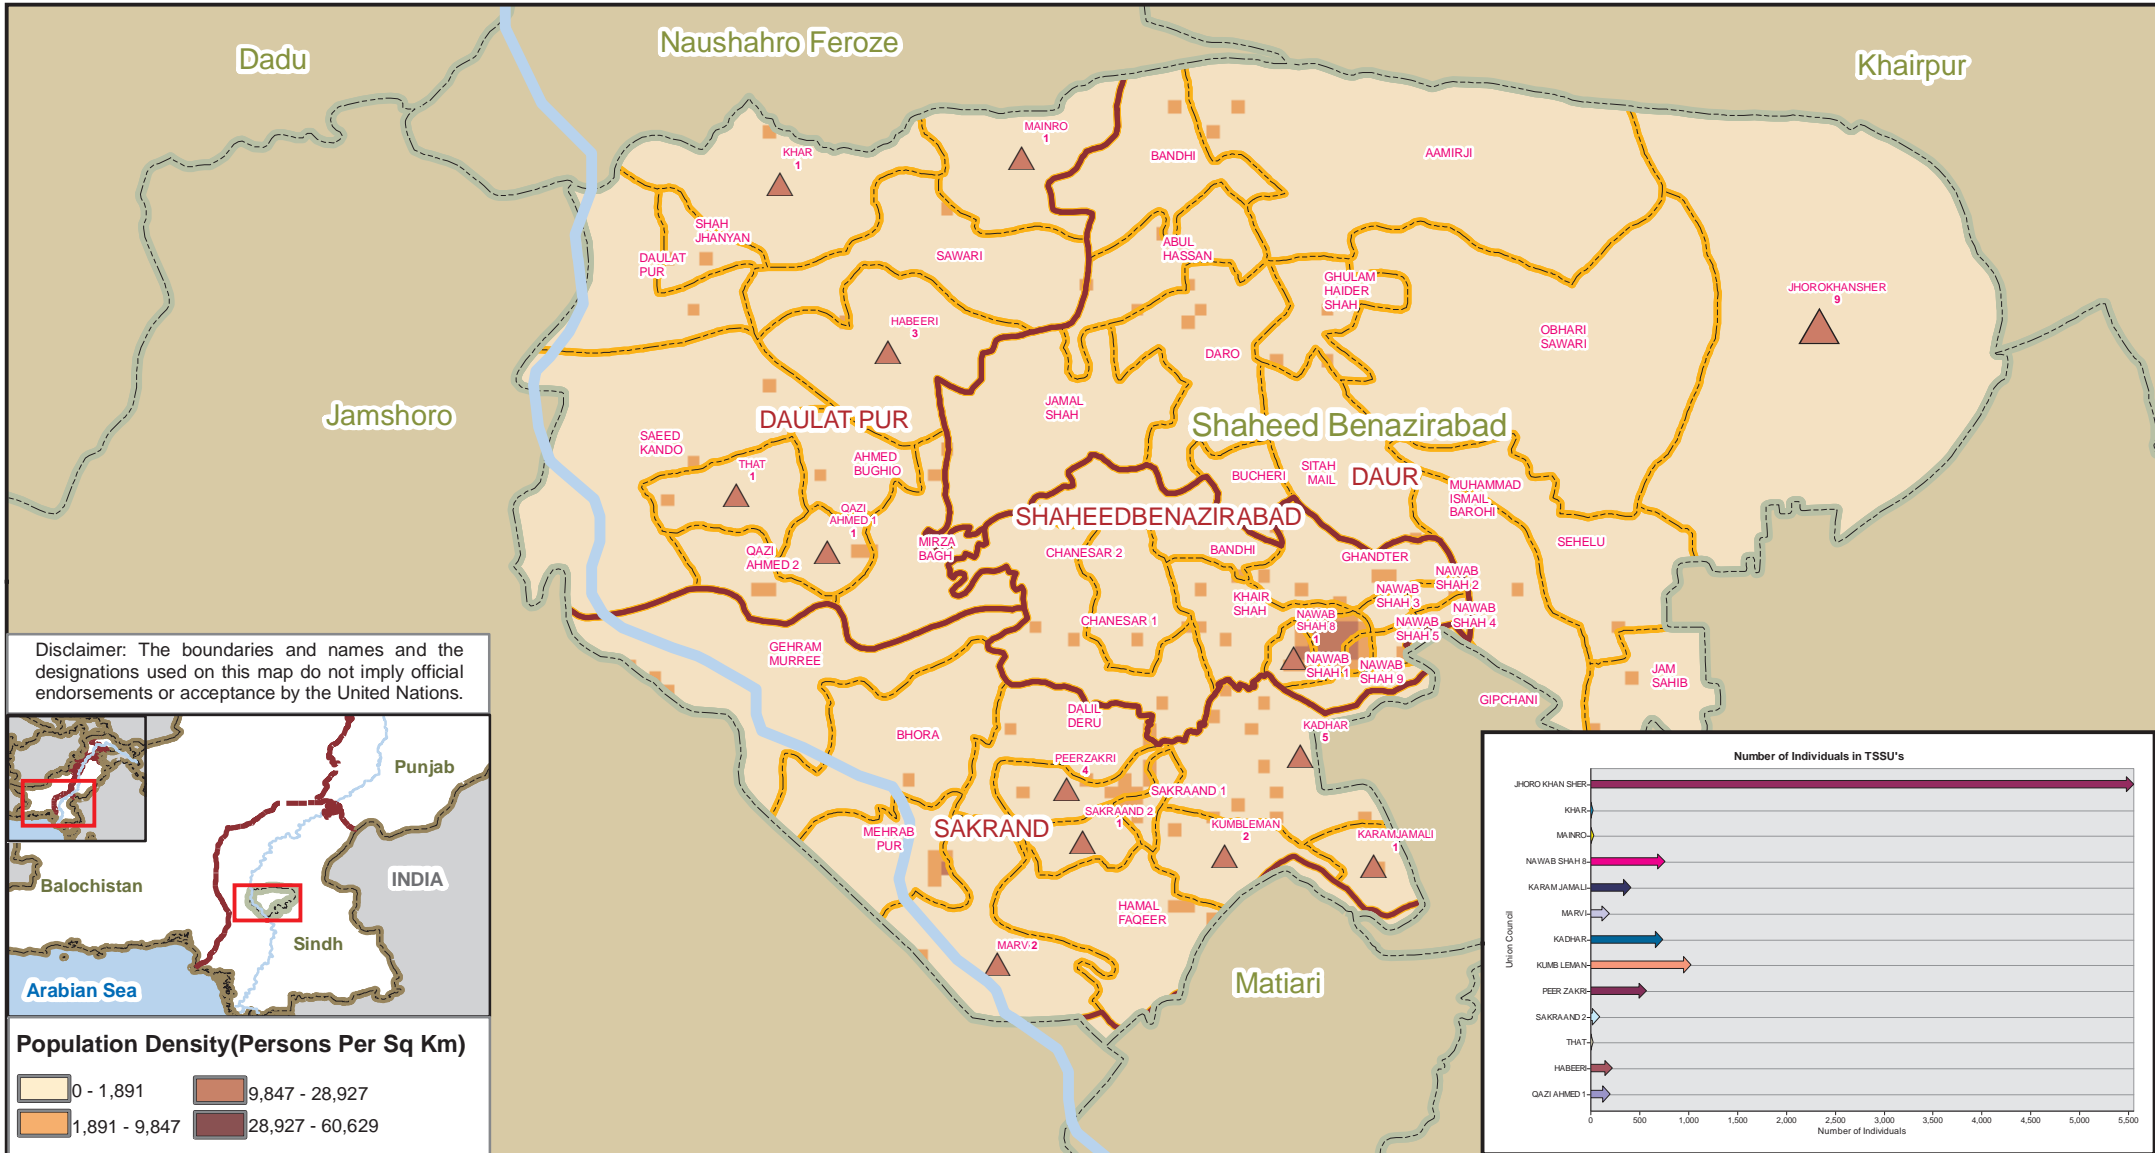 Dadu
Naushahro Feroze
Khairpur
MAINRO
1
KHAR
1
BANDHI
AAMIRJI
SHAH
JHANYAN
DAULAT
PUR
SAWARI
ABUL
HASSAN
GHULAM
HAIDER
SHAH
JHOROKHANSHER
9
HABEERI
3
OBHARI
SAWARI
DARO
Jamshoro
DAULAT PUR
JAMAL
SHAH
Shaheed Benazirabad
SAEED
KANDO
THAT
1
AHMED
BUGHIO
BUCHERI
SITAH
MAIL
DAUR
MUHAMMAD
ISMAIL
BAROHI
QAZI
AHMED 1
1
SHAHEEDBENAZIRABAD
QAZI
AHMED 2
MIRZA
BAGH
CHANESAR 2
BANDHI
GHANDTER
SEHELU
NAWAB
SHAH 2
NAWAB
SHAH 3
KHAIR
SHAH
NAWAB
SHAH 4
NAWAB
SHAH 8
1
NAWAB
SHAH 5
CHANESAR 1
GEHRAM
MURREE
NAWAB
SHAH 1
NAWAB
SHAH 9
JAM
SAHIB
GIPCHANI
DALIL
DERU
KADHAR
5
BHORA
PEERZAKRI
4
SAKRAAND 1
SAKRAAND 2
1
SAKRAND
MEHRAB
PUR
KUMBLEMAN
2
KARAMJAMALI
1
HAMAL
FAQEER
MARV 2
Matiari
Disclaimer: The boundaries and names and the
designations used on this map do not imply official
endorsements or acceptance by the United Nations.
Punjab
Balochistan
INDIA
Sindh
Arabian Sea
Population Density(Persons Per Sq Km)
0 - 1,891
9,847 - 28,927
1,891 - 9,847
28,927 - 60,629
Number of Individuals in TSSU's
Union Council
JHORO KHAN SHER
KHAR
MAINRO
NAWAB SHAH 8
KARAM JAMALI
MARVI
KADHAR
KUMB LEMAN
PEER ZAKRI
SAKRAAND 2
THAT
HABEERI
QAZI AHMED 1
0 500 1,000 1,500 2,000 2,500 3,000 3,500 4,000 4,500 5,000 5,500
Number of Individuals